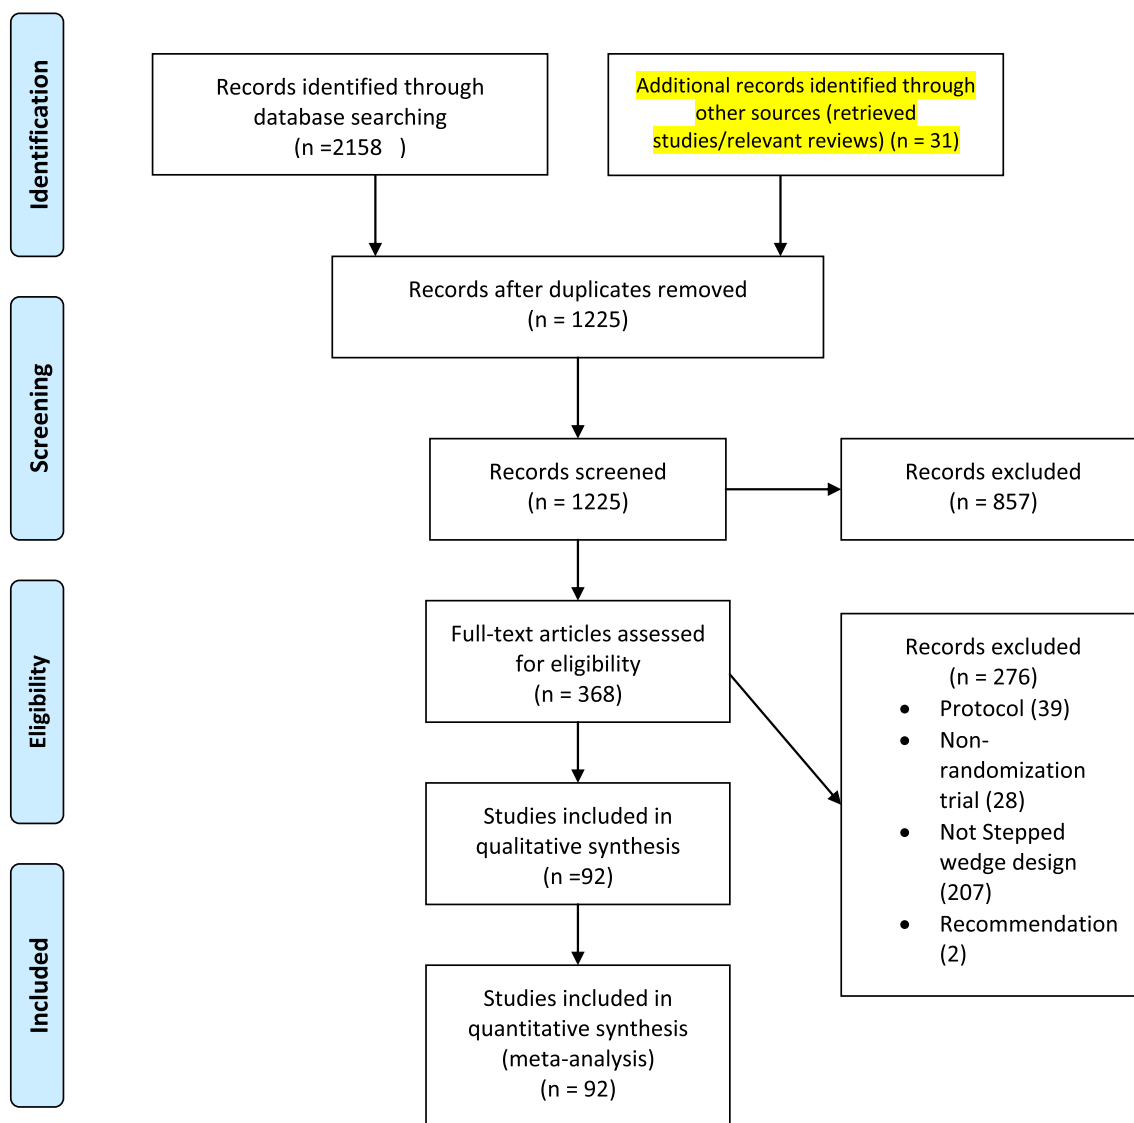 Identification
Records identified through
database searching
(n =2158   )
Additional records identified through
other sources (retrieved
studies/relevant reviews) (n = 31)
Records after duplicates removed
(n = 1225)
Screening
Records screened
(n = 1225)
Records excluded
(n = 857)
Eligibility
Full-text articles assessed
for eligibility
(n = 368)
Records excluded
(n = 276)
• Protocol (39)
• Non-
randomization
trial (28)
• Not Stepped
wedge design
(207)
• Recommendation
(2)
Studies included in
qualitative synthesis
(n =92)
Included
Studies included in
quantitative synthesis
(meta-analysis)
(n = 92)